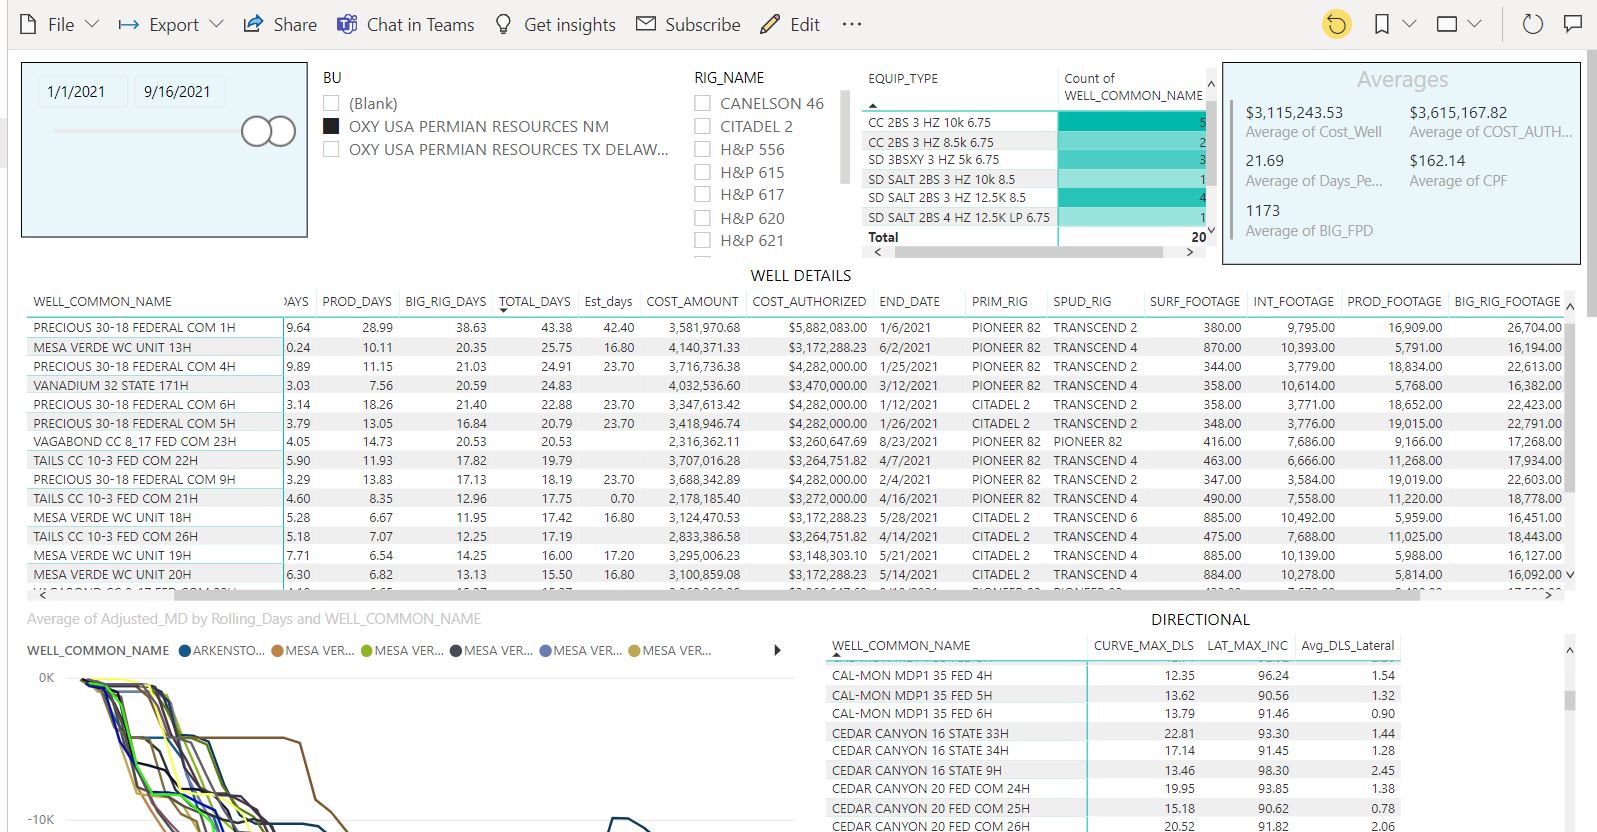 File Export Share Chat in Teams Get insights Subscribe Edit ...
1/1/2021 9/16/2021
BU
(Blank)
OXY USA PERMIAN RESOURCES NM
OXY USA PERMIAN RESOURCES TX DELAW...
RIG_NAME
CANELSON 46
CITADEL 2
H&P 556
H&P 615
H&P 617
H&P 620
H&P 621
EQUIP_TYPE Count of WELL_COMMON_NAME
CC 2BS 3 HZ 10k 6.75 5
CC 2BS 3 HZ 8.5k 6.75 2
SD 3BSXY 3 HZ 5k 6.75 3
SD SALT 2BS 3 HZ 10k 8.5 1
SD SALT 2BS 3 HZ 12.5K 8.5 4
SD SALT 2BS 4 HZ 12.5K LP 6.75 1
Total 20
Averages
$3,115,243.53 $3,615,167.82
Average of Cost_Well Average of COST_AUTH...
21.69 $162.14
Average of Days_Pe... Average of CPF
1173
Average of BIG_FPD
WELL DETAILS
WELL_COMMON_NAME DAYS PROD_DAYS BIG_RIG_DAYS TOTAL_DAYS Est_days COST_AMOUNT COST_AUTHORIZED END_DATE PRIM_RIG SPUD_RIG SURF_FOOTAGE INT_FOOTAGE PROD_FOOTAGE BIG_RIG_FOOTAGE
PRECIOUS 30-18 FEDERAL COM 1H 9.64 28.99 38.63 43.38 42.40 3,581,970.68 $5,882,083.00 1/6/2021 PIONEER 82 TRANSCEND 2 380.00 9,795.00 16,909.00 26,704.00
MESA VERDE WC UNIT 13H 0.24 10.11 20.35 25.75 16.80 4,140,371.33 $3,172,288.23 6/2/2021 PIONEER 82 TRANSCEND 4 870.00 10,393.00 5,791.00 16,194.00
PRECIOUS 30-18 FEDERAL COM 4H 9.89 11.15 21.03 24.91 23.70 3,716,736.38 $4,282,000.00 1/25/2021 PIONEER 82 TRANSCEND 2 344.00 3,779.00 18,834.00 22,613.00
VANADIUM 32 STATE 171H 3.03 7.56 20.59 24.83 4,032,536.60 $3,470,000.00 3/12/2021 PIONEER 82 TRANSCEND 4 358.00 10,614.00 5,768.00 16,382.00
PRECIOUS 30-18 FEDERAL COM 6H 3.14 18.26 21.40 22.88 23.70 3,347,613.42 $4,282,000.00 1/12/2021 CITADEL 2 TRANSCEND 2 358.00 3,771.00 18,652.00 22,423.00
PRECIOUS 30-18 FEDERAL COM 5H 3.79 13.05 16.84 20.79 23.70 3,418,946.74 $4,282,000.00 1/26/2021 CITADEL 2 TRANSCEND 2 348.00 3,776.00 19,015.00 22,791.00
VAGABOND CC 8_17 FED COM 23H 4.05 14.73 20.53 20.53 2,316,362.11 $3,260,647.69 8/23/2021 PIONEER 82 PIONEER 82 416.00 7,686.00 9,166.00 17,268.00
TAILS CC 10-3 FED COM 22H 5.90 11.93 17.82 19.79 3,707,016.28 $3,264,751.82 4/7/2021 PIONEER 82 TRANSCEND 4 463.00 6,666.00 11,268.00 17,934.00
PRECIOUS 30-18 FEDERAL COM 9H 3.29 13.83 17.13 18.19 23.70 3,688,342.89 $4,282,000.00 2/4/2021 PIONEER 82 TRANSCEND 2 347.00 3,584.00 19,019.00 22,603.00
TAILS CC 10-3 FED COM 21H 4.60 8.35 12.96 17.75 0.70 2,178,185.40 $3,272,000.00 4/16/2021 PIONEER 82 TRANSCEND 4 490.00 7,558.00 11,220.00 18,778.00
MESA VERDE WC UNIT 18H 5.28 6.67 11.95 17.42 16.80 3,124,470.53 $3,172,288.23 5/28/2021 CITADEL 2 TRANSCEND 6 885.00 10,492.00 5,959.00 16,451.00
TAILS CC 10-3 FED COM 26H 5.18 7.07 12.25 17.19 2,833,386.58 $3,264,751.82 4/14/2021 CITADEL 2 TRANSCEND 4 475.00 7,688.00 11,025.00 18,443.00
MESA VERDE WC UNIT 19H 7.71 6.54 14.25 16.00 17.20 3,295,006.23 $3,148,303.10 5/21/2021 CITADEL 2 TRANSCEND 4 885.00 10,139.00 5,988.00 16,127.00
MESA VERDE WC UNIT 20H 6.30 6.82 13.13 15.50 16.80 3,100,859.08 $3,172,288.23 5/14/2021 CITADEL 2 TRANSCEND 4 884.00 10,278.00 5,814.00 16,092.00
Average of Adjusted_MD by Rolling_Days and WELL_COMMON_NAME
WELL_COMMON_NAME ARKENSTO... MESA VER... MESA VER... MESA VER... MESA VER... MESA VER...
0K
-10K
DIRECTIONAL
WELL_COMMON_NAME CURVE_MAX_DLS LAT_MAX_INC Avg_DLS_Lateral
CAL-MON MDP1 35 FED 4H 12.35 96.24 1.54
CAL-MON MDP1 35 FED 5H 13.62 90.56 1.32
CAL-MON MDP1 35 FED 6H 13.79 91.46 0.90
CEDAR CANYON 16 STATE 33H 22.81 93.30 1.44
CEDAR CANYON 16 STATE 34H 17.14 91.45 1.28
CEDAR CANYON 16 STATE 9H 13.46 98.30 2.45
CEDAR CANYON 20 FED COM 24H 19.95 93.85 1.38
CEDAR CANYON 20 FED COM 25H 15.18 90.62 0.78
CEDAR CANYON 20 FED COM 26H 20.52 91.82 2.06